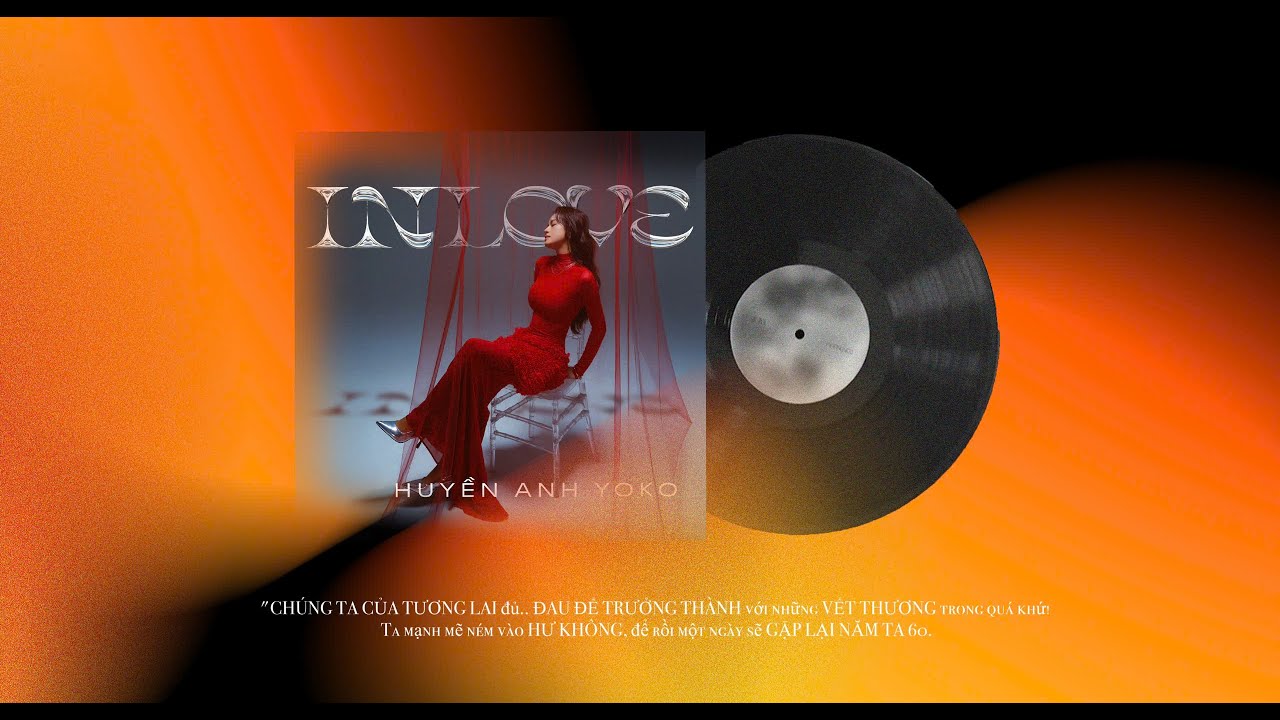 IN LOVE
HUYỀN ANH YOKO
"CHÚNG TA CỦA TƯƠNG LAI đủ.. ĐAU ĐỂ TRƯỞNG THÀNH với những VẾT THƯƠNG trong quá khứ!
Ta mạnh mẽ ném vào HƯ KHÔNG, để rồi một ngày sẽ GẶP LẠI NĂM TA 60.